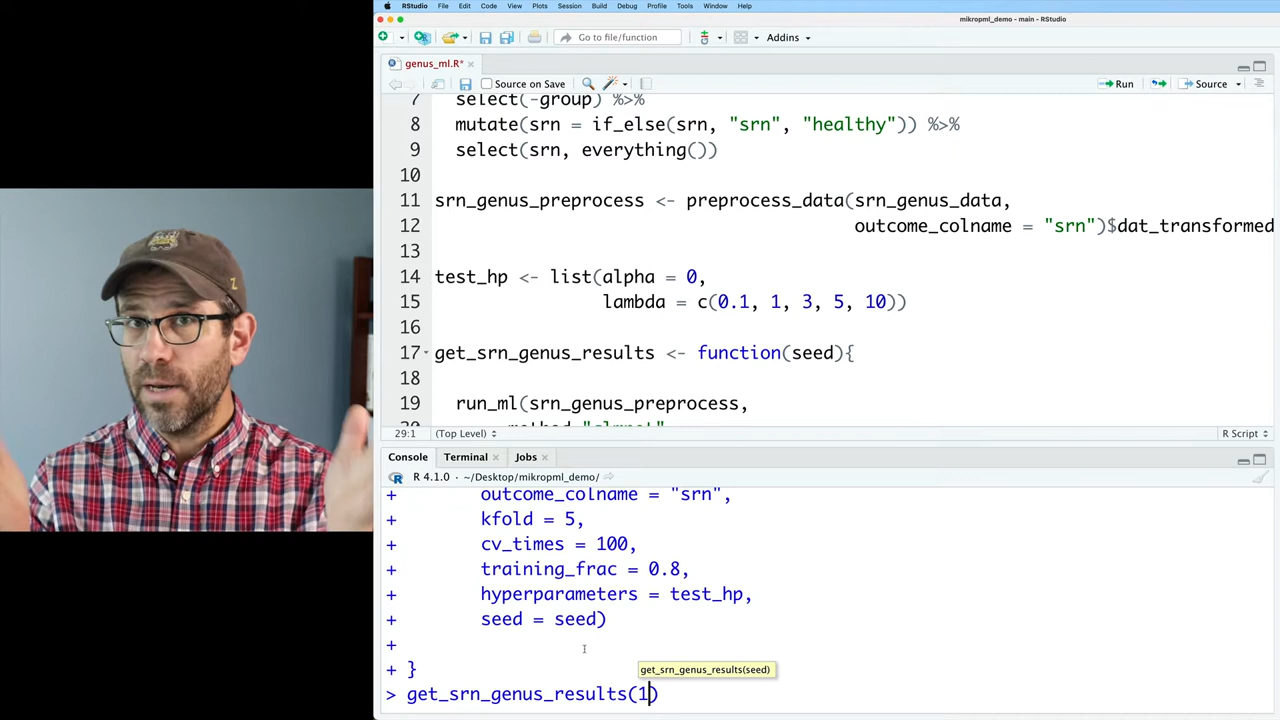 RStudio File Edit Code View Plots Session Build Debug Profile Tools Window Help
mikropml_demo - main - RStudio
Go to file/function Addins
genus_ml.R*
Source on Save Run Source
7 select(-group) %>%
8 mutate(srn = if_else(srn, "srn", "healthy")) %>%
9 select(srn, everything())
10
11 srn_genus_preprocess <- preprocess_data(srn_genus_data,
12 outcome_colname = "srn")$dat_transformed
13
14 test_hp <- list(alpha = 0,
15 lambda = c(0.1, 1, 3, 5, 10))
16
17 get_srn_genus_results <- function(seed){
18
19 run_ml(srn_genus_preprocess,
20 method="glmnet",
29:1 (Top Level) R Script
Console Terminal Jobs
R 4.1.0 · ~/Desktop/mikropml_demo/
+ outcome_colname = "srn",
+ kfold = 5,
+ cv_times = 100,
+ training_frac = 0.8,
+ hyperparameters = test_hp,
+ seed = seed)
+
+ }
get_srn_genus_results(seed)
> get_srn_genus_results(1)